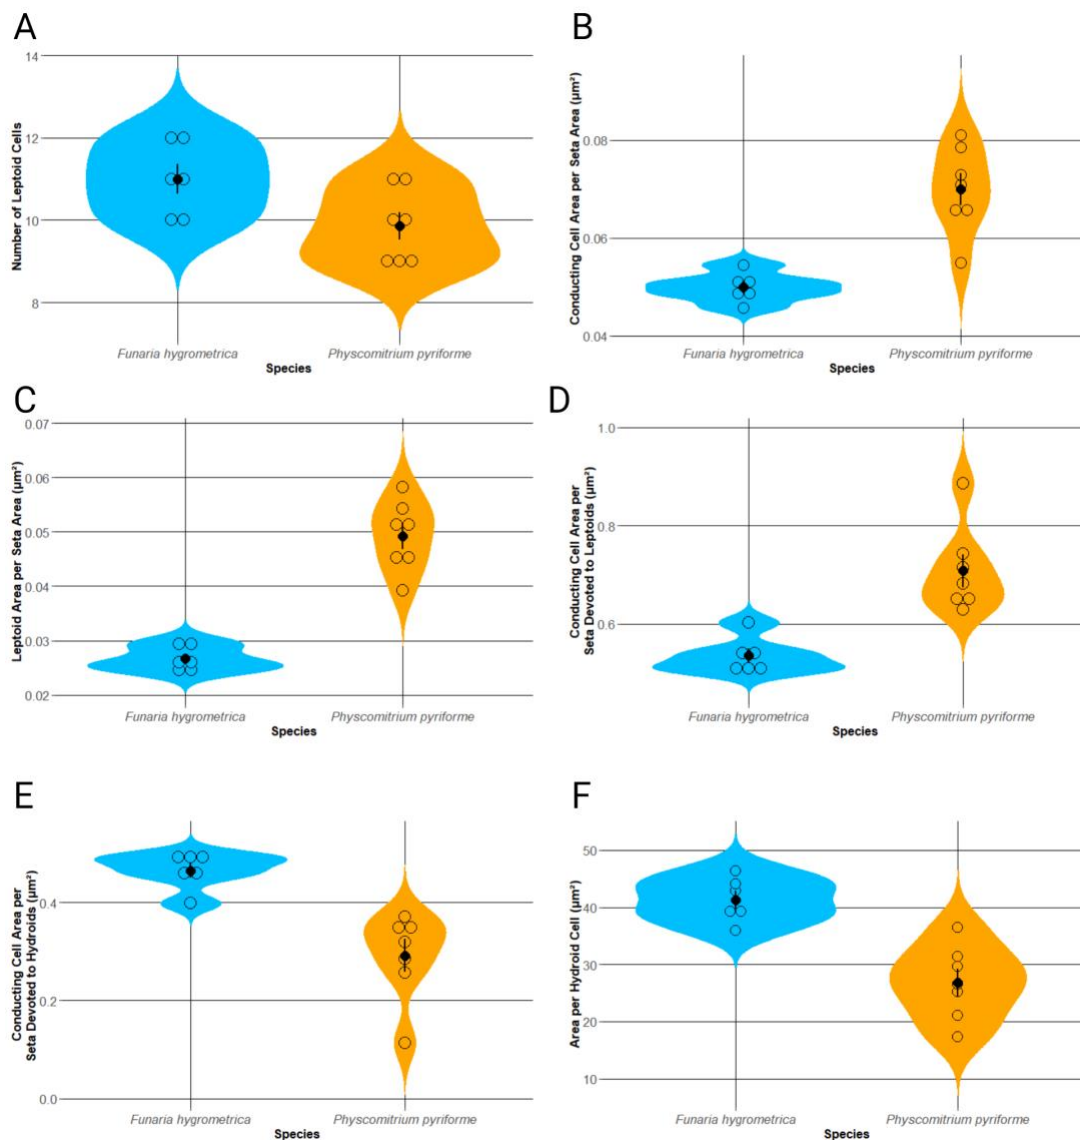 A
Number of Leptoid Cells
14
12
10
8
Funaria hygrometrica Physcomitrium pyriforme
Species
B
Conducting Cell Area per Seta Area (µm²)
0.08
0.06
0.04
Funaria hygrometrica Physcomitrium pyriforme
Species
C
Leptoid Area per Seta Area (µm²)
0.07
0.06
0.05
0.04
0.03
0.02
Funaria hygrometrica Physcomitrium pyriforme
Species
D
Conducting Cell Area per
Seta Devoted to Leptoids (µm²)
1.0
0.8
0.6
Funaria hygrometrica Physcomitrium pyriforme
Species
E
Conducting Cell Area per
Seta Devoted to Hydroids (µm²)
0.4
0.2
0.0
Funaria hygrometrica Physcomitrium pyriforme
Species
F
Area per Hydroid Cell (µm²)
50
40
30
20
10
Funaria hygrometrica Physcomitrium pyriforme
Species